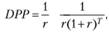 DPP = 1/r  1/(r(1+r)^T),